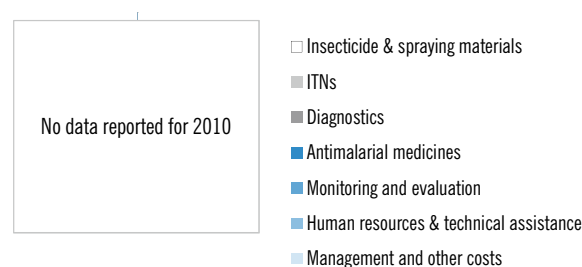 No data reported for 2010
Insecticide & spraying materials
ITNs
Diagnostics
Antimalarial medicines
Monitoring and evaluation
Human resources & technical assistance
Management and other costs